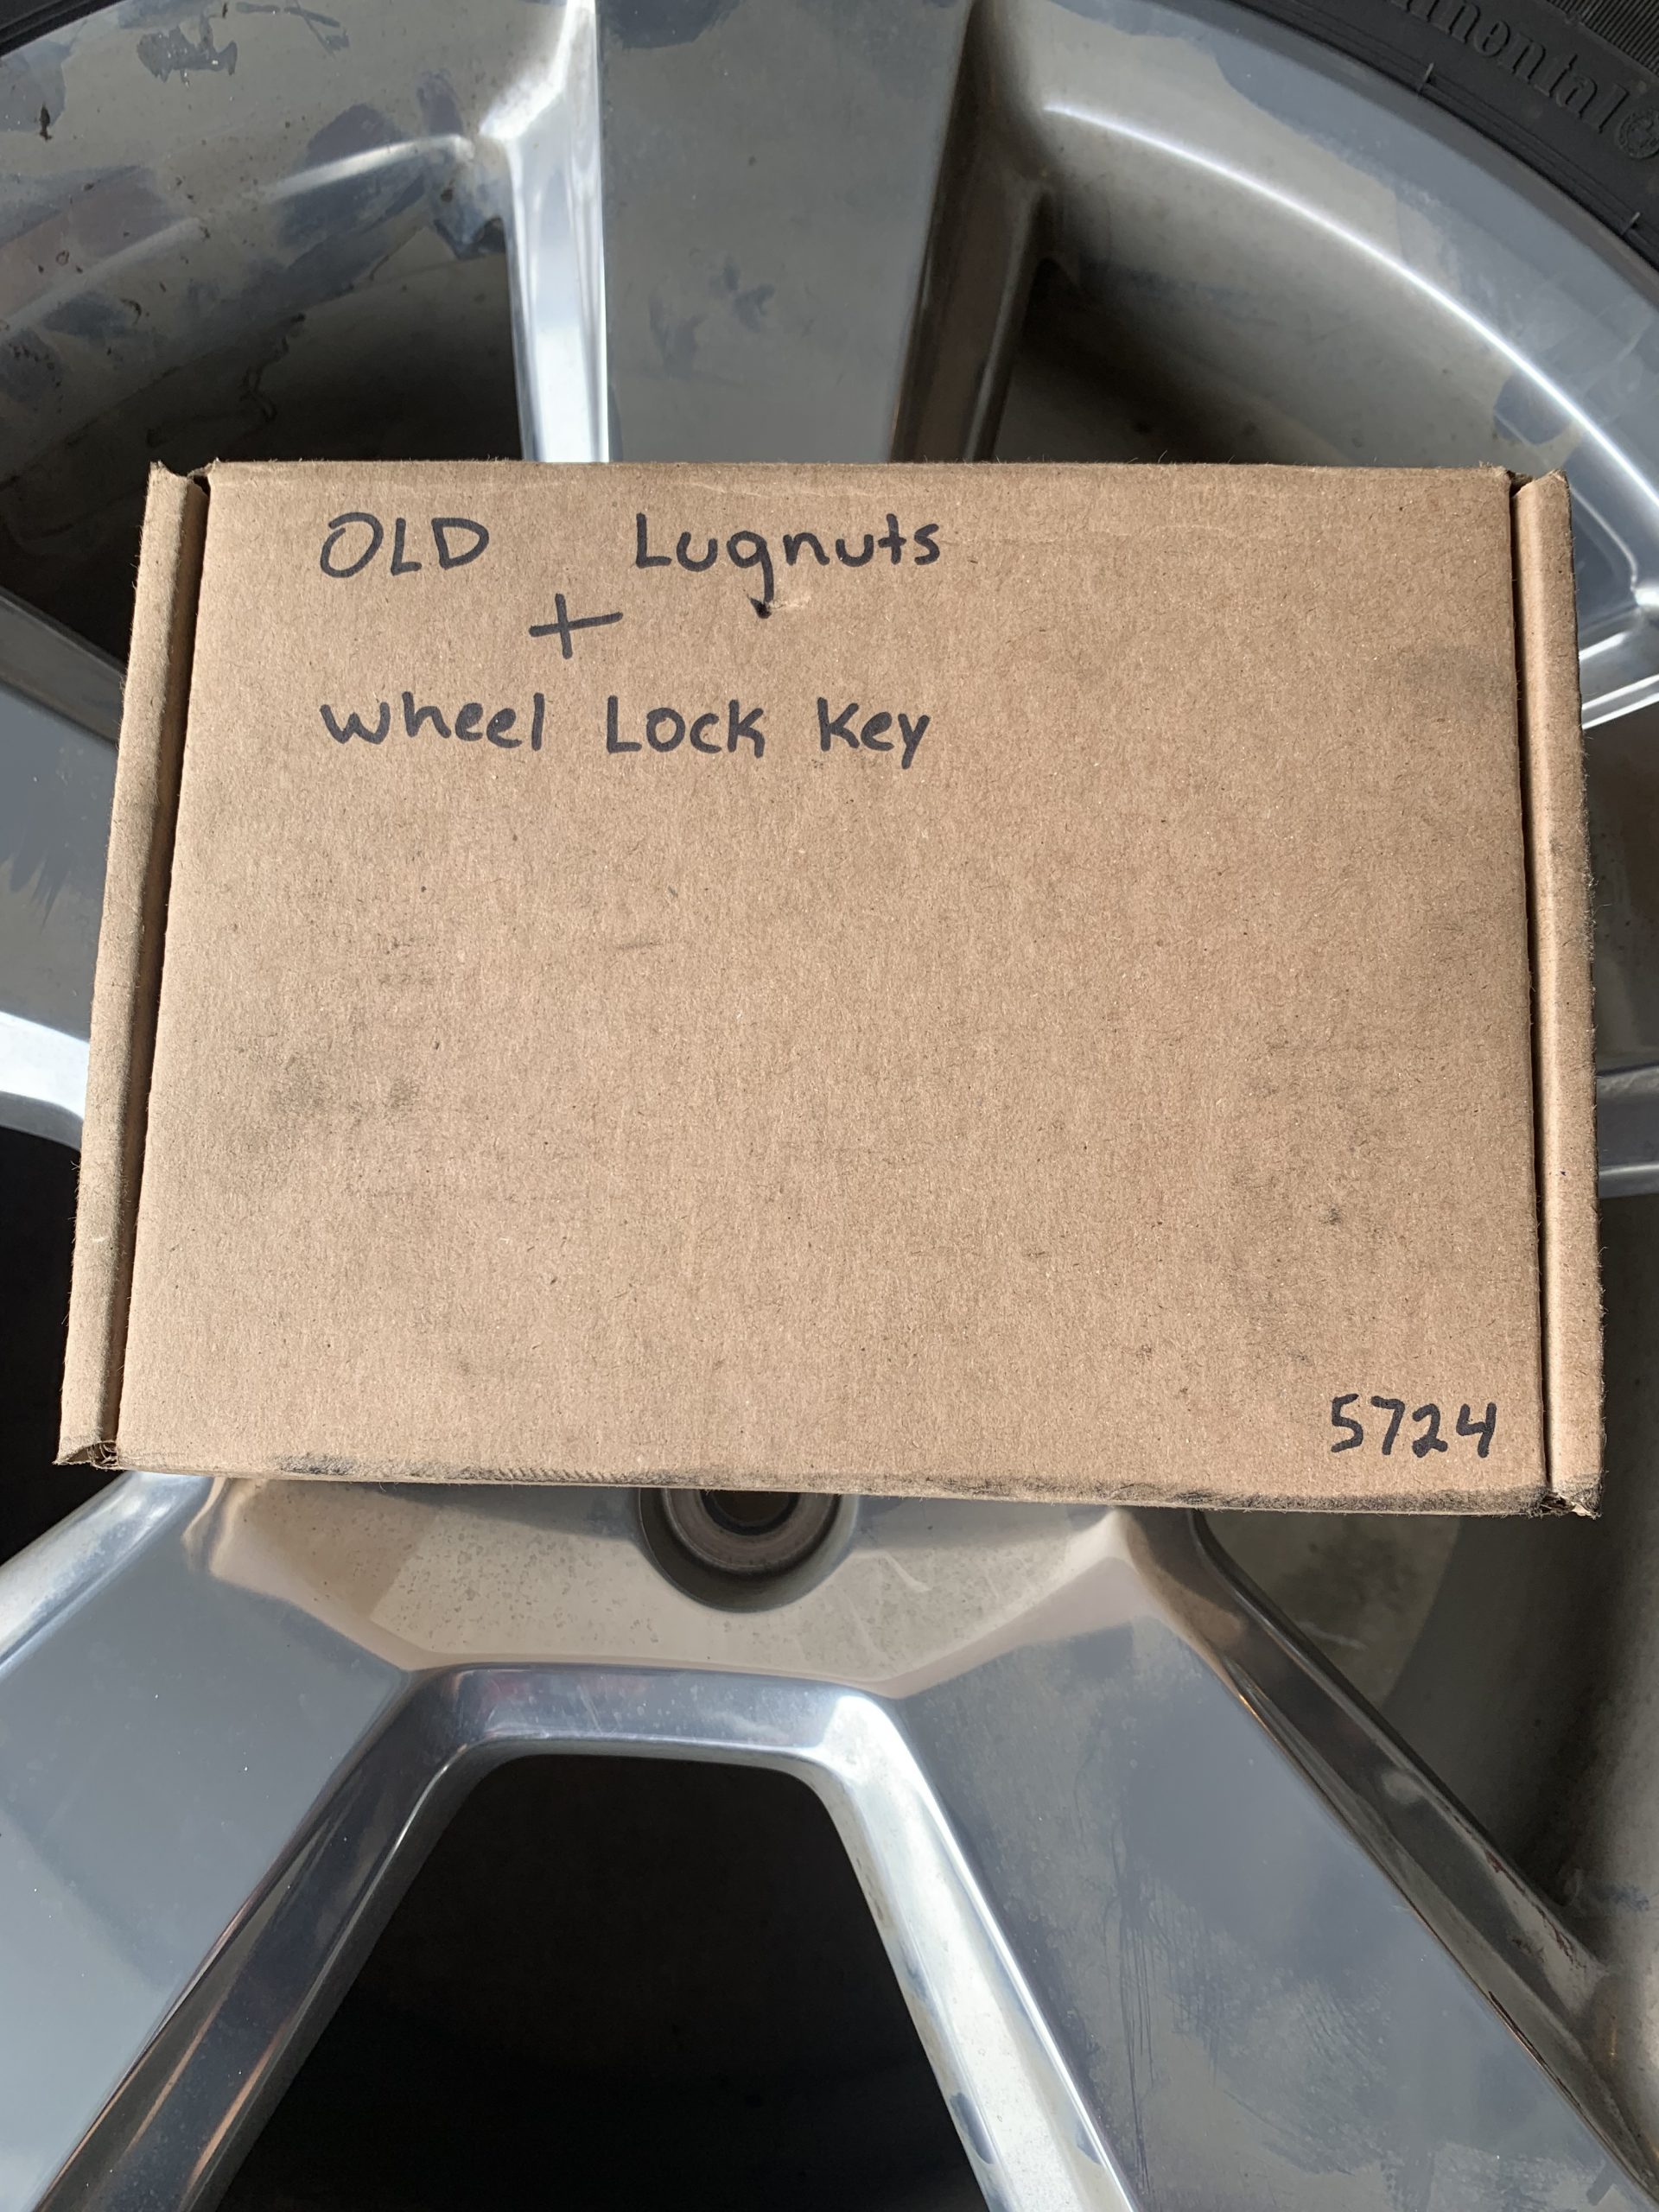 OLD Lugnuts
+
wheel Lock Key
5724